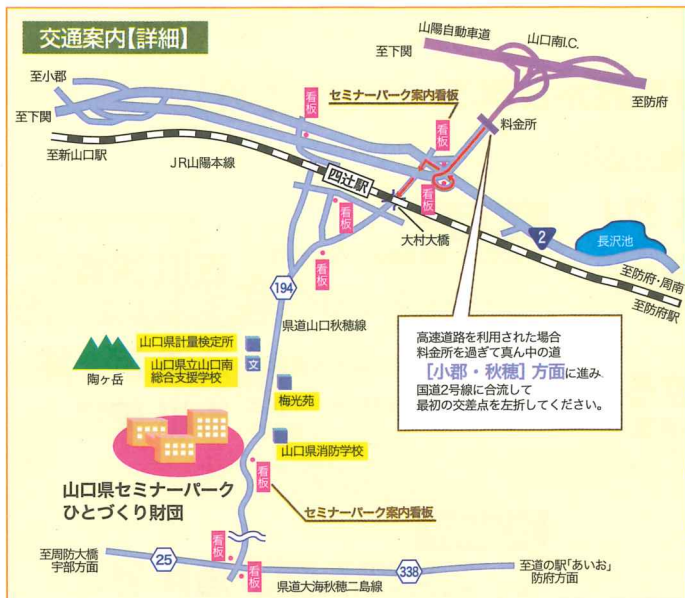 交通案内【詳細】
山陽自動車道
山口南I.C.
至下関
至防府
至小郡
至下関
看板
セミナーパーク案内看板
看板
料金所
至新山口駅
JR山陽本線
四辻駅
看板
看板
大村大橋
2
長沢池
看板
至防府・周南
至防府駅
194
県道山口秋穂線
高速道路を利用された場合
料金所を過ぎて真ん中の道
[小郡・秋穂]方面に進み
国道2号線に合流して
最初の交差点を左折してください。
山口県計量検定所
文
山口県立山口南
総合支援学校
陶ヶ岳
梅光苑
山口県消防学校
看板
山口県セミナーパーク
ひとづくり財団
セミナーパーク案内看板
看板
至周防大橋
宇部方面
25
338
至道の駅「あいお」
防府方面
看板
県道大海秋穂二島線